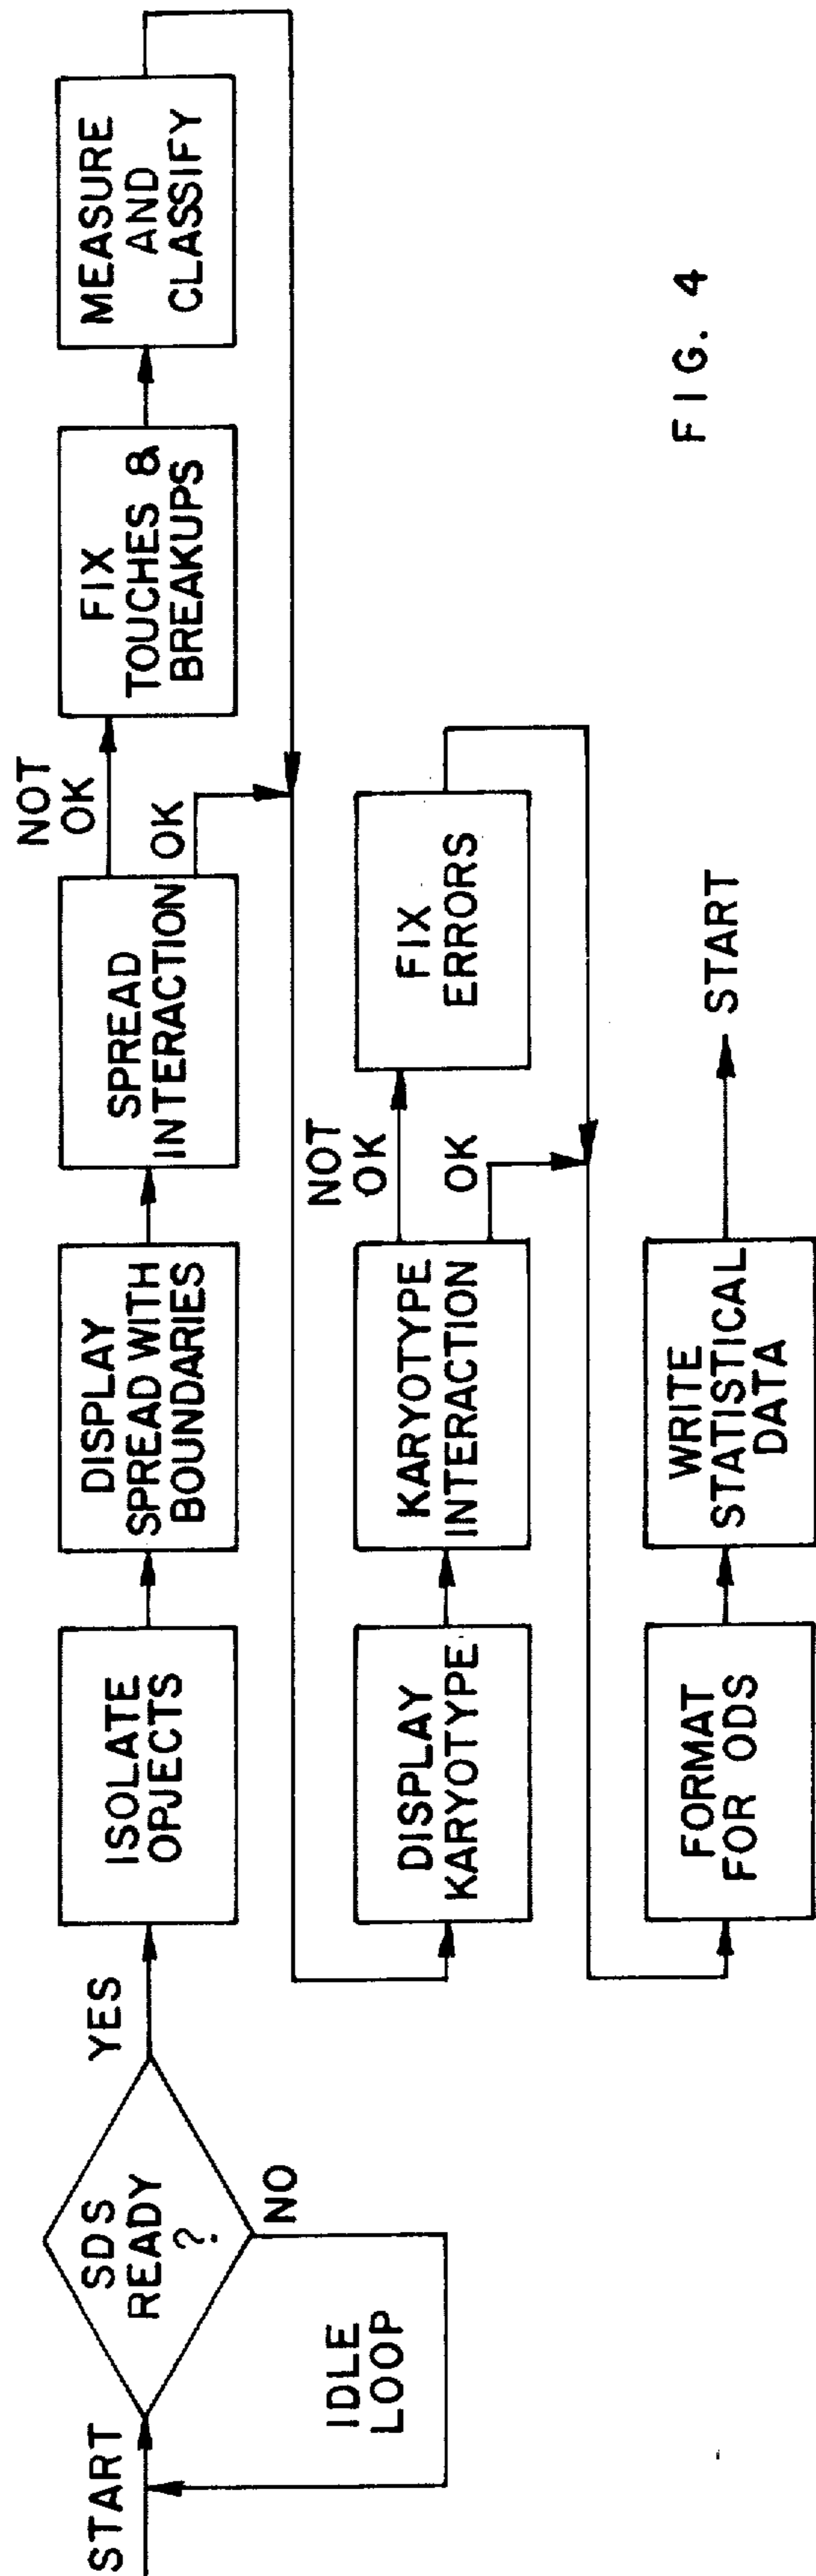 START
SDS
READY
?
YES
NO
IDLE
LOOP
ISOLATE
OPJECTS
DISPLAY
SPREAD WITH
BOUNDARIES
SPREAD
INTERACTION
NOT
OK
OK
FIX
TOUCHES &
BREAKUPS
MEASURE
AND
CLASSIFY
DISPLAY
KARYOTYPE
KARYOTYPE
INTERACTION
NOT
OK
OK
FIX
ERRORS
FORMAT
FOR ODS
WRITE
STATISTICAL
DATA
START
FIG. 4